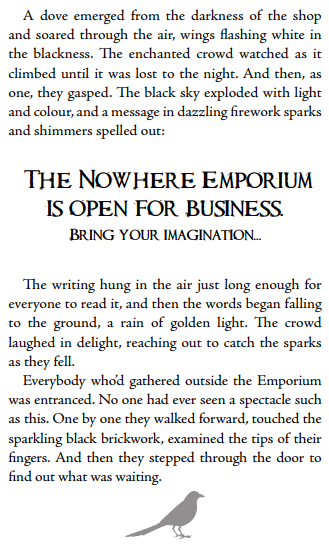 A dove emerged from the darkness of the shop
and soared through the air, wings flashing white in
the blackness. The enchanted crowd watched as it
climbed until it was lost to the night. And then, as
one, they gasped. The black sky exploded with light
and colour, and a message in dazzling firework sparks
and shimmers spelled out:
The Nowhere Emporium
is open for Business.
Bring your imagination...
The writing hung in the air just long enough for
everyone to read it, and then the words began falling
to the ground, a rain of golden light. The crowd
laughed in delight, reaching out to catch the sparks
as they fell.
Everybody who'd gathered outside the Emporium
was entranced. No one had ever seen a spectacle such
as this. One by one they walked forward, touched the
sparkling black brickwork, examined the tips of their
fingers. And then they stepped through the door to
find out what was waiting.